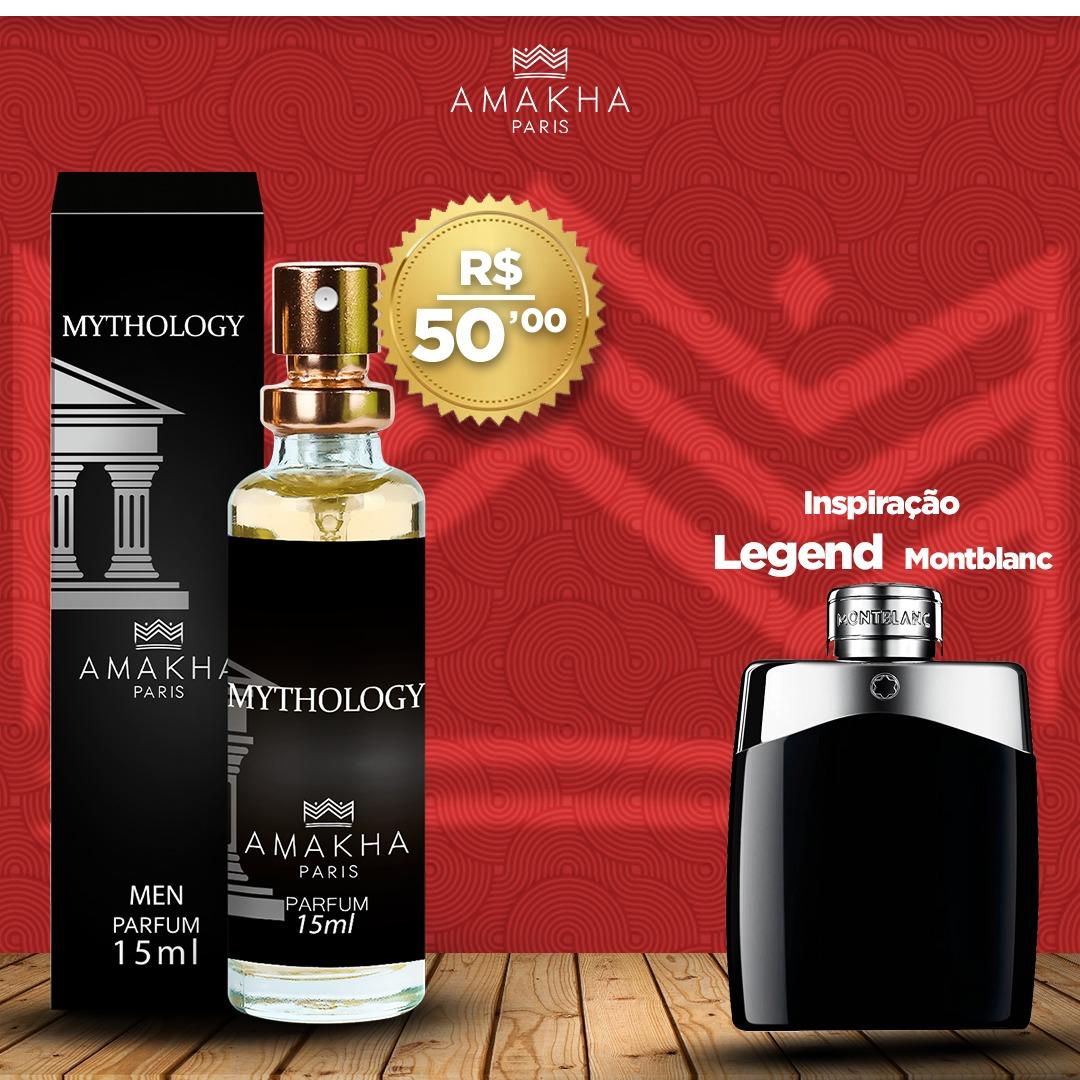 AMAKHA
PARIS
MYTHOLOGY
AMAKHA
PARIS
MEN
PARFUM
15ml
MYTHOLOGY
AMAKHA
PARIS
PARFUM
15ml
R$
50,00
Inspiração
Legend Montblanc
MONTBLANC